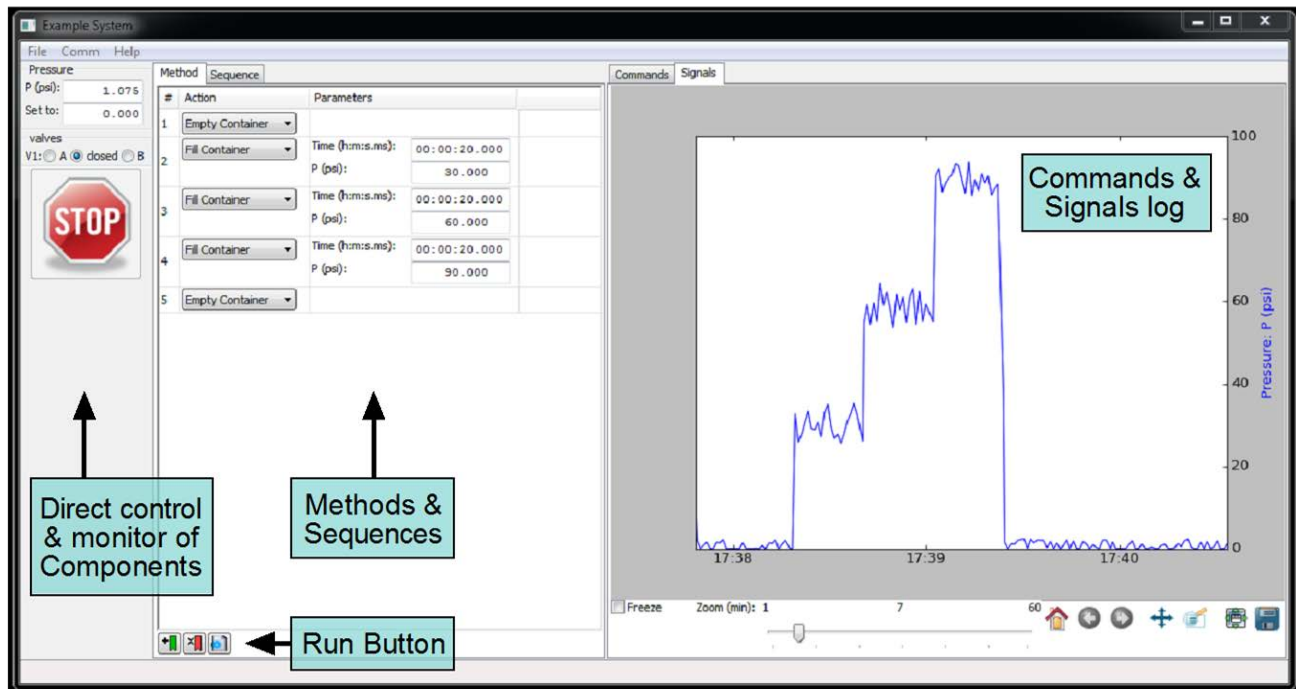 Example System
File Comm Help
Pressure
P (psi): 1.075
Set to: 0.000
valves
V1: A closed B
STOP
Direct control
& monitor of
Components
Method Sequence
# Action Parameters
1 Empty Container
2 Fill Container Time (h:m:s.ms): 00:00:20.000
P (psi): 30.000
3 Fill Container Time (h:m:s.ms): 00:00:20.000
P (psi): 60.000
4 Fill Container Time (h:m:s.ms): 00:00:20.000
P (psi): 90.000
5 Empty Container
Methods &
Sequences
Run Button
Commands Signals
Commands &
Signals log
100
80
60
40
20
0
Pressure: P (psi)
17:38 17:39 17:40
Freeze Zoom (min): 1 7 60